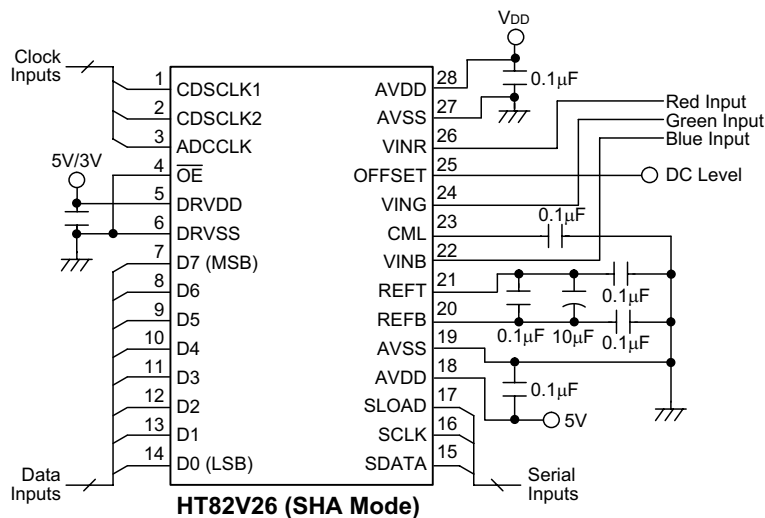 V_DD
Clock
Inputs
0.1μF
1 CDSCLK1
2 CDSCLK2
3 ADCCLK
4 O̅E̅
5 DRVDD
6 DRVSS
7 D7 (MSB)
8 D6
9 D5
10 D4
11 D3
12 D2
13 D1
14 D0 (LSB)
5V/3V
Data
Inputs
AVDD 28
AVSS 27
VINR 26
OFFSET 25
VING 24
CML 23
VINB 22
REFT 21
REFB 20
AVSS 19
AVDD 18
SLOAD 17
SCLK 16
SDATA 15
Red Input
Green Input
Blue Input
DC Level
0.1μF
0.1μF
0.1μF 10μF 0.1μF
0.1μF
5V
Serial
Inputs
HT82V26 (SHA Mode)